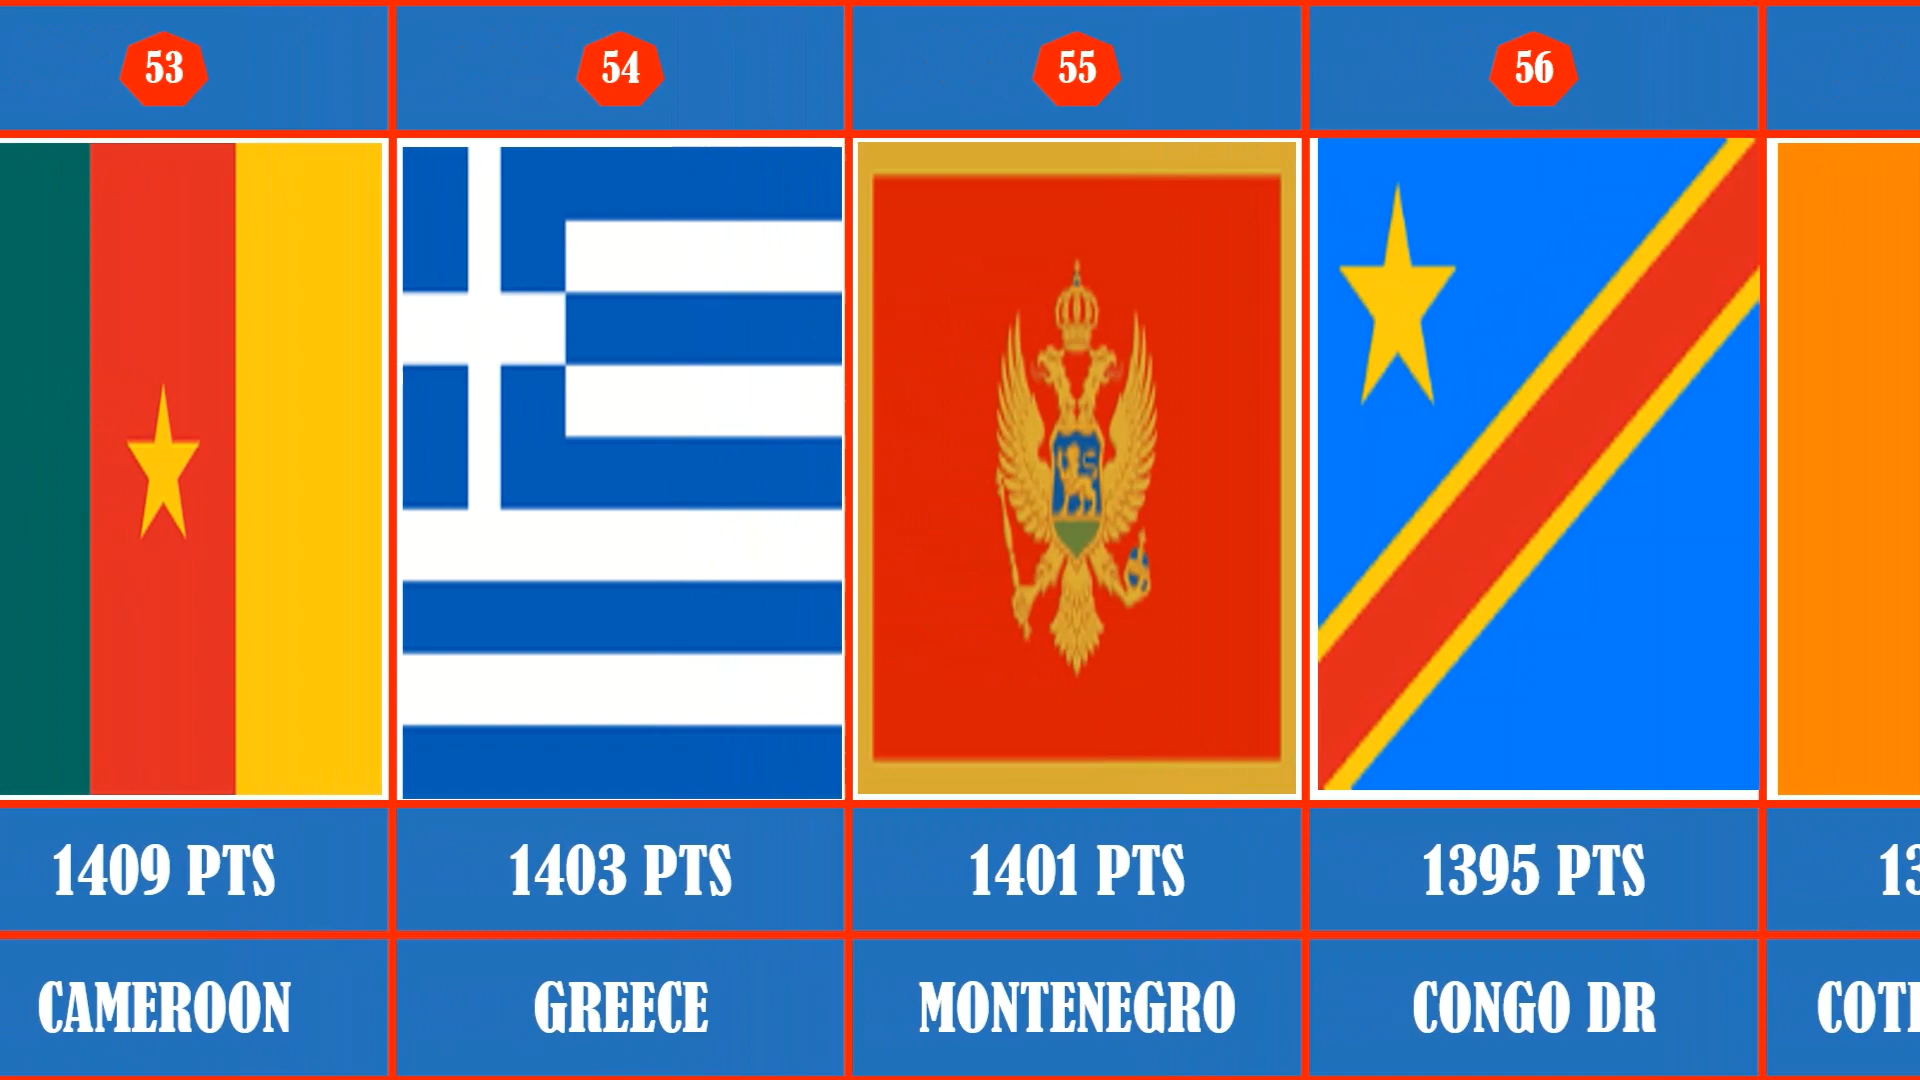 53 54 55 56
1409 PTS 1403 PTS 1401 PTS 1395 PTS
CAMEROON GREECE MONTENEGRO CONGO DR